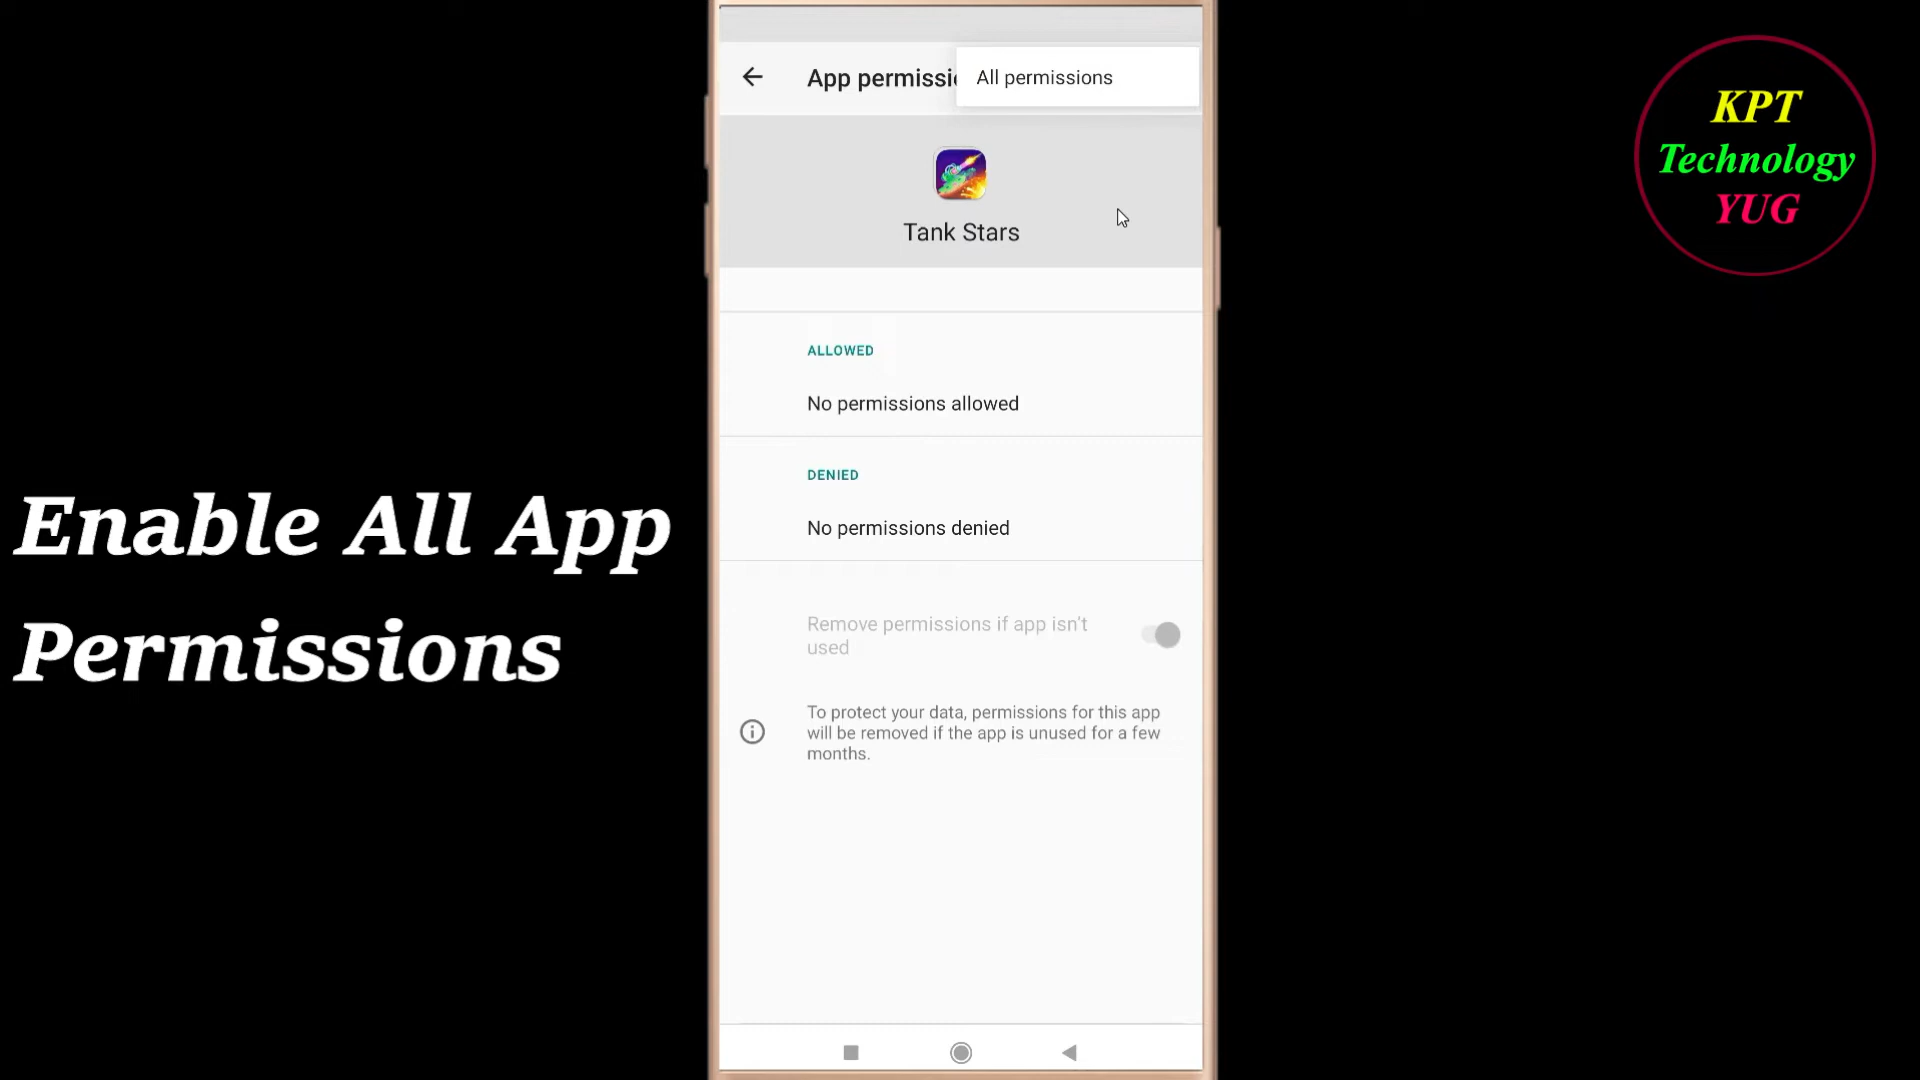 App permissi
All permissions
Tank Stars
ALLOWED
No permissions allowed
DENIED
No permissions denied
Remove permissions if app isn't
used
To protect your data, permissions for this app
will be removed if the app is unused for a few
months.
Enable All App
Permissions
KPT
Technology
YUG